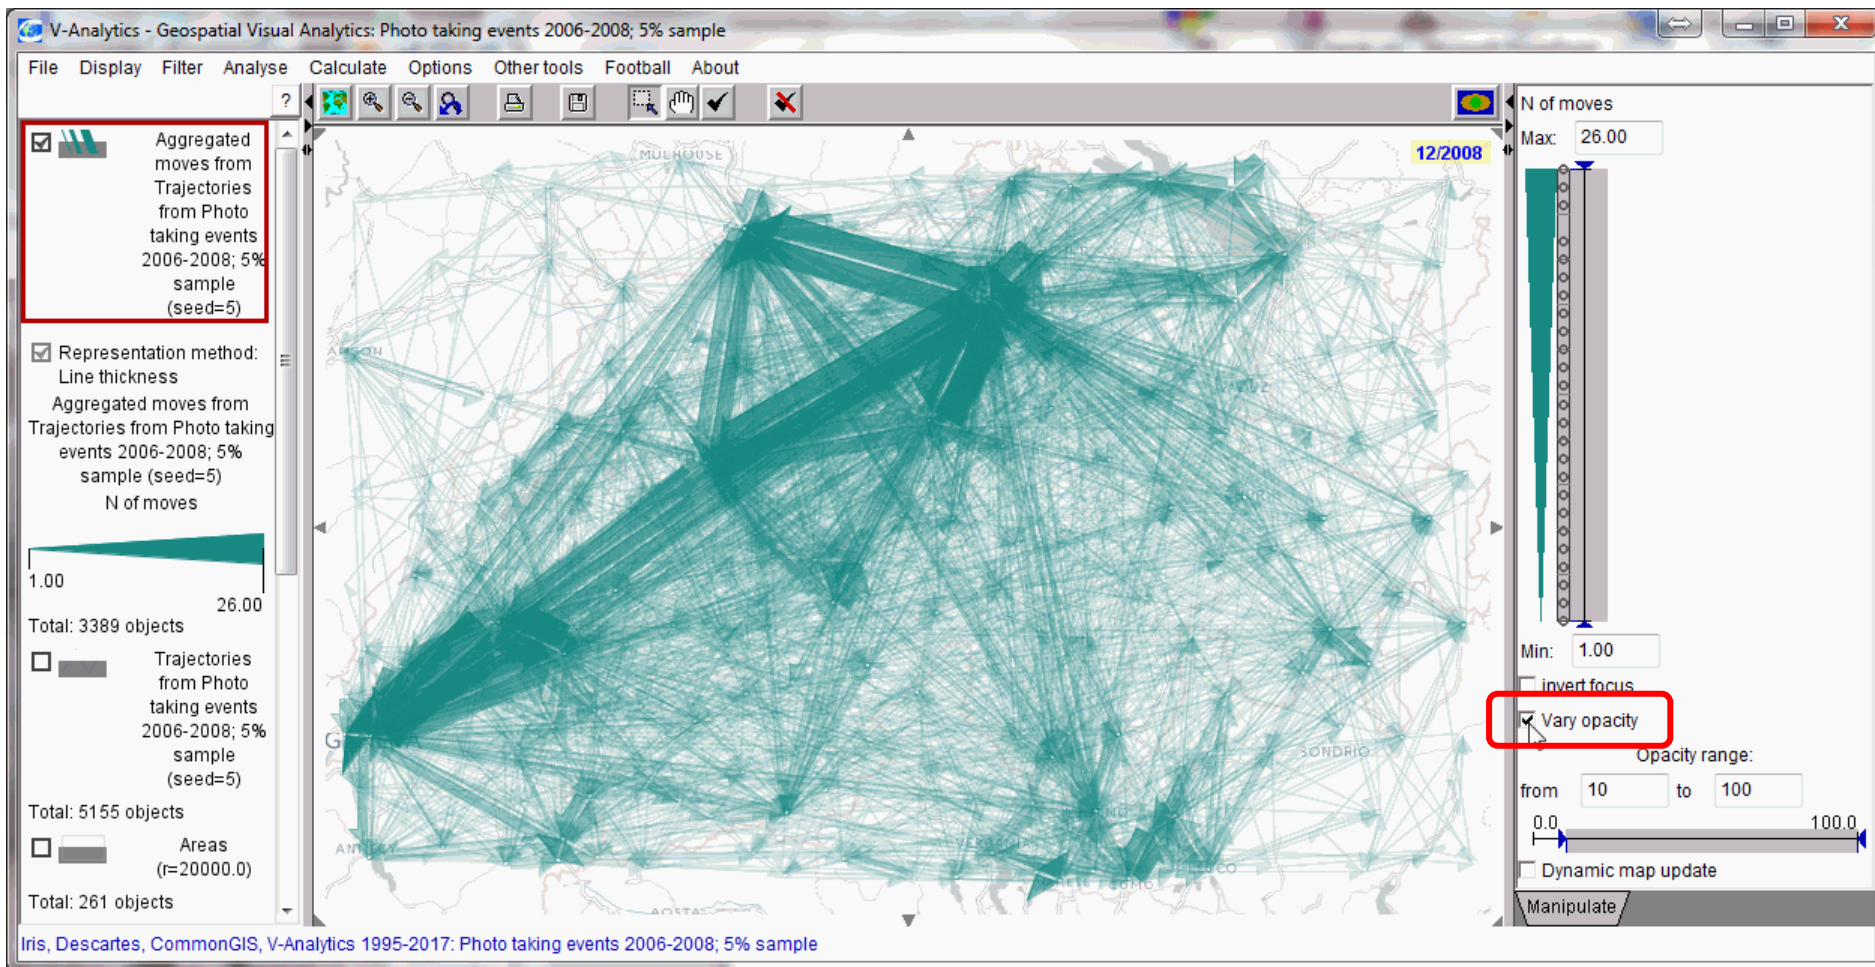 V-Analytics - Geospatial Visual Analytics: Photo taking events 2006-2008; 5% sample
File Display Filter Analyse Calculate Options Other tools Football About
?
Aggregated
moves from
Trajectories
from Photo
taking events
2006-2008; 5%
sample
(seed=5)
Representation method:
Line thickness
Aggregated moves from
Trajectories from Photo taking
events 2006-2008; 5%
sample (seed=5)
N of moves
1.00
26.00
Total: 3389 objects
Trajectories
from Photo
taking events
2006-2008; 5%
sample
(seed=5)
Total: 5155 objects
Areas
(r=20000.0)
Total: 261 objects
MULHOUSE
12/2008
VADUZ
G
SONDRIO
ANNECY
COMO
AOSTA
N of moves
Max: 26.00
Min: 1.00
invert focus
Vary opacity
Opacity range:
from 10 to 100
0.0 100.0
Dynamic map update
Manipulate
Iris, Descartes, CommonGIS, V-Analytics 1995-2017: Photo taking events 2006-2008; 5% sample